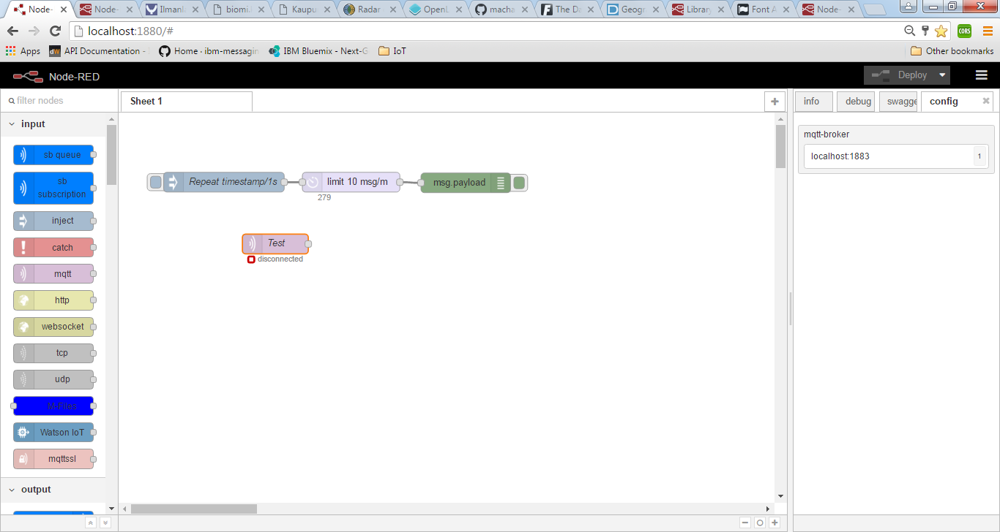 Node-
Node-
Ilman
biomi.
Kaupu
Radar
OpenL
macha
The Da
Geogr
Library
Font A
Node-
localhost:1880/#
CORS
Apps
dW API Documentation -
Home · ibm-messagin
IBM Bluemix - Next-G
IoT
Other bookmarks
Node-RED
Deploy
filter nodes
Sheet 1
info
debug
swagge
config
input
mqtt-broker
localhost:1883
1
sb queue
sb
subscription
inject
catch
mqtt
http
websocket
tcp
udp
M-Files
Watson IoT
mqttssl
output
Repeat timestamp/1s
limit 10 msg/m
msg.payload
279
Test
disconnected